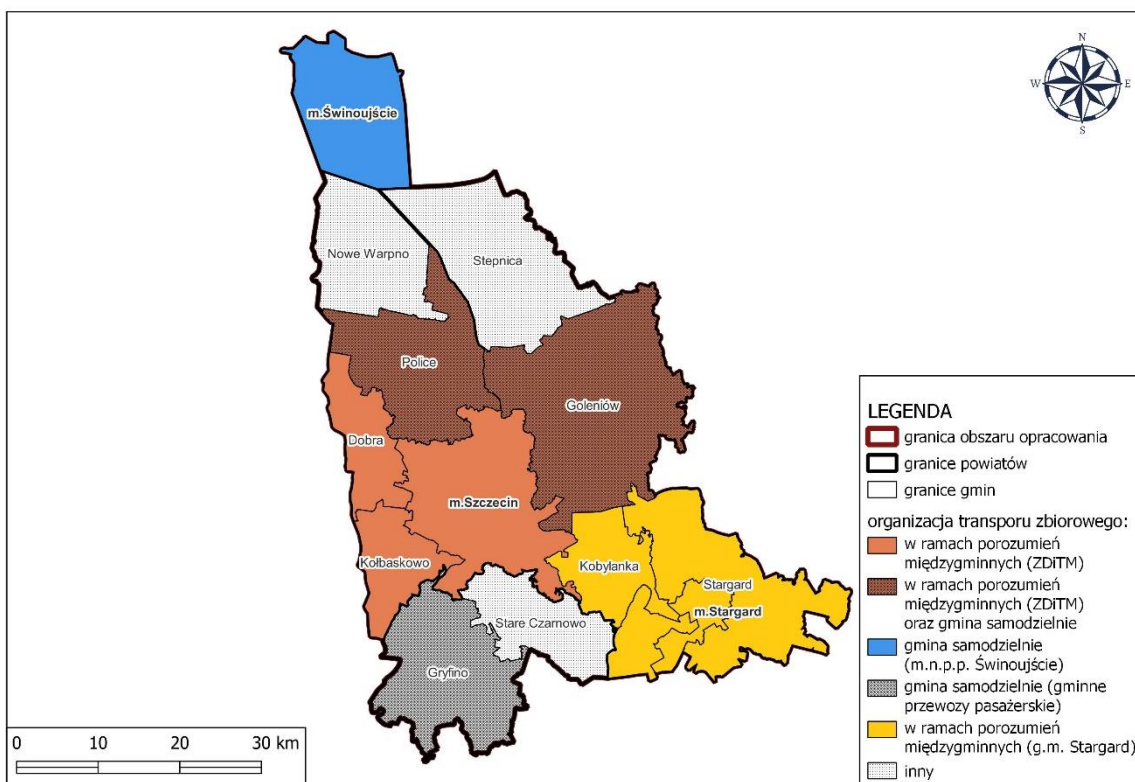 N
W
E
S
m.Świnoujście
Nowe Warpno
Stepnica
Police
Goleniów
Dobra
m.Szczecin
Kołbaskowo
Kobylanka
Stargard
m.Stargard
Stare Czarnowo
Gryfino
0 10 20 30 km
LEGENDA
granica obszaru opracowania
granice powiatów
granice gmin
organizacja transporu zbiorowego:
w ramach porozumień
międzygminnych (ZDiTM)
w ramach porozumień
międzygminnych (ZDiTM)
oraz gmina samodzielnie
gmina samodzielnie
(m.n.p.p. Świnoujście)
gmina samodzielnie (gminne
przewozy pasażerskie)
w ramach porozumień
międzygminnych (g.m. Stargard)
inny